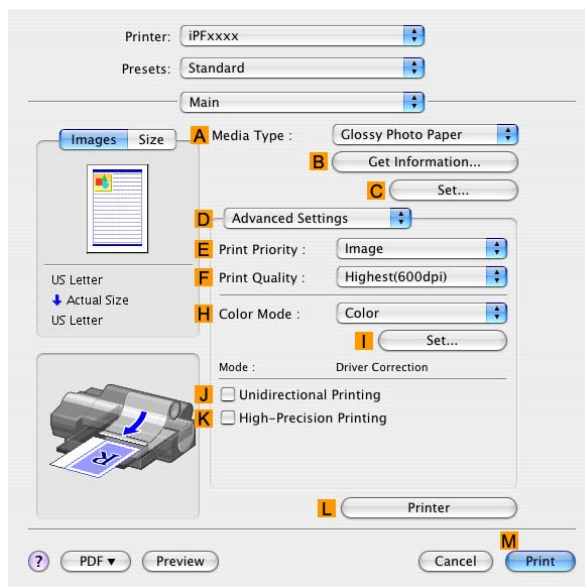 Printer: iPFxxxx
Presets: Standard
Main
Images Size
A Media Type : Glossy Photo Paper
B Get Information...
C Set...
D Advanced Settings
E Print Priority : Image
F Print Quality : Highest(600dpi)
US Letter
Actual Size
US Letter
H Color Mode : Color
I Set...
Mode : Driver Correction
J Unidirectional Printing
K High-Precision Printing
R
L Printer
M
? PDF Preview Cancel Print